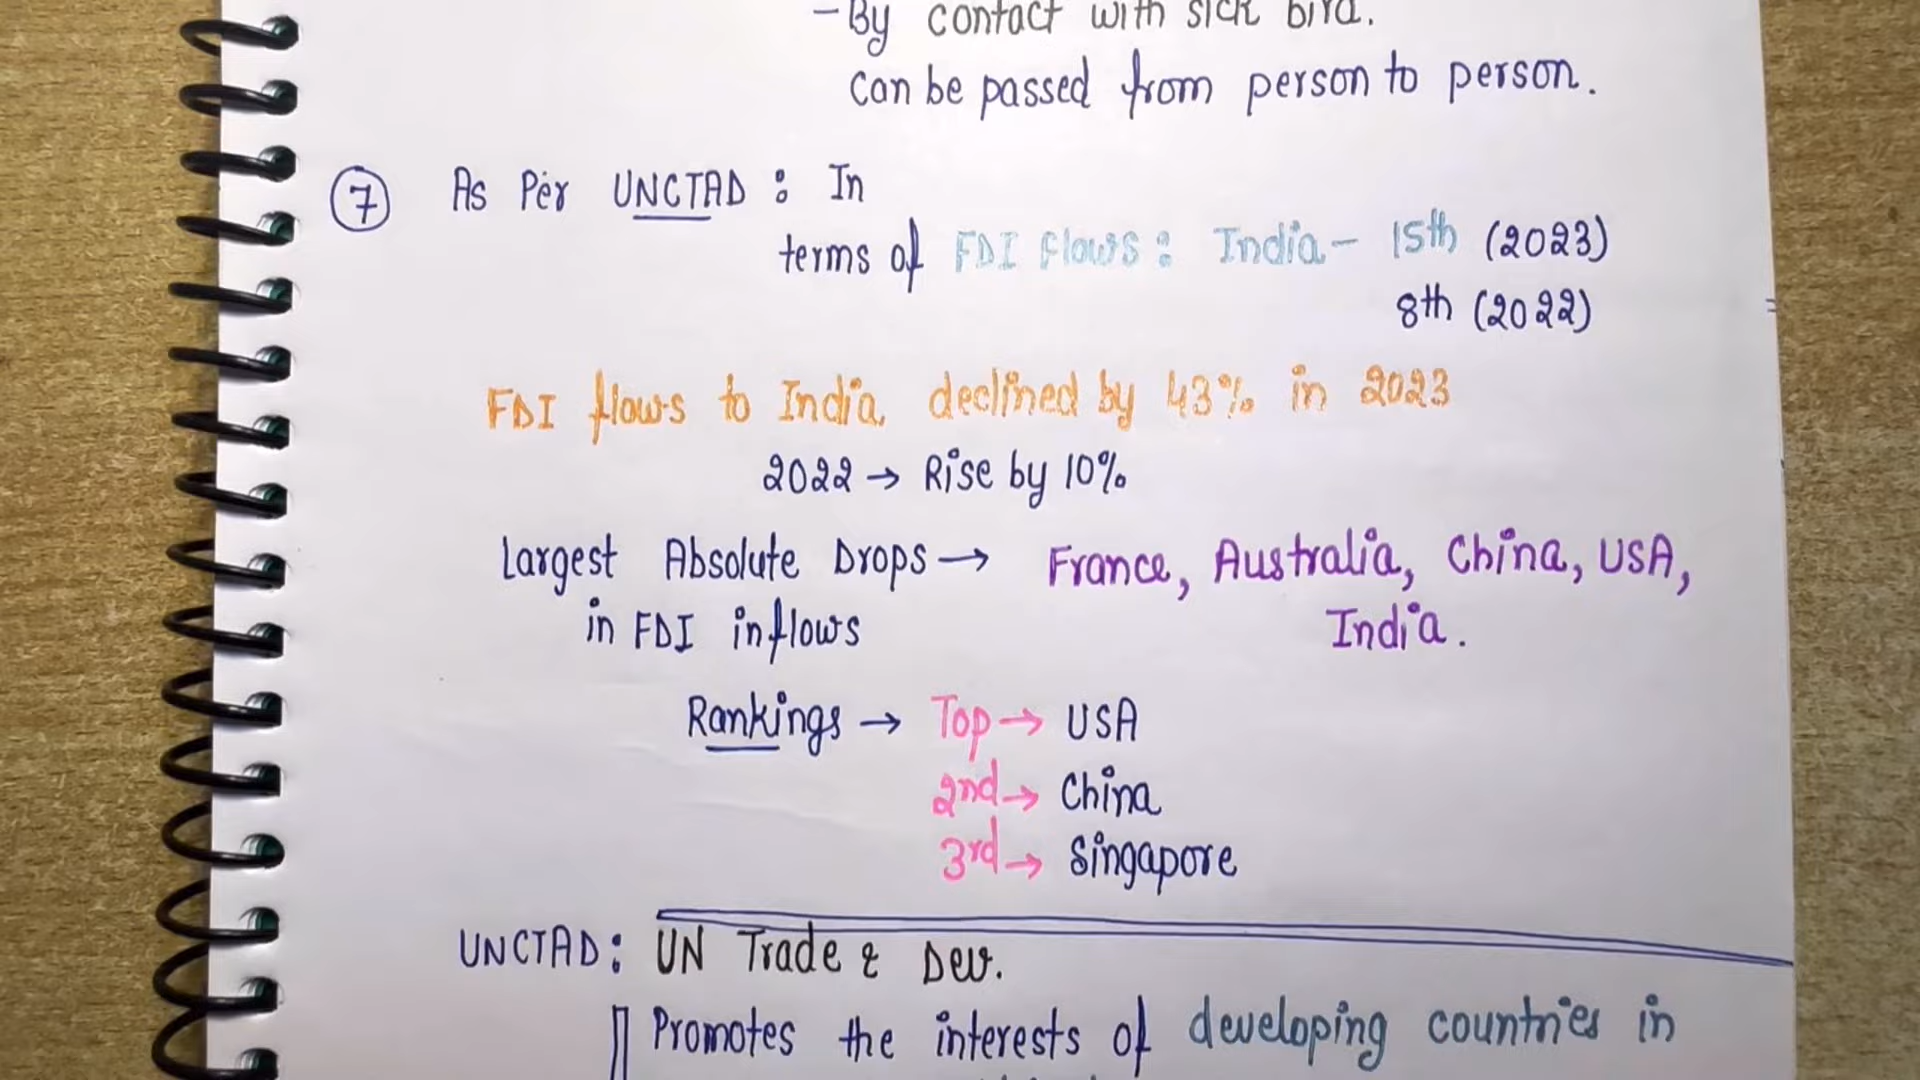 - By contact with sick bird.
can be passed from person to person.
7 As Per UNCTAD : In
terms of FDI flows : India - 15th (2023)
8th (2022)
FDI flows to India declined by 43% in 2023
2022 → Rise by 10%
Largest Absolute Drops → France, Australia, China, USA,
in FDI inflows India.
Rankings → Top → USA
2nd → China
3rd → Singapore
UNCTAD : UN Trade & Dev.
Promotes the interests of developing countries in